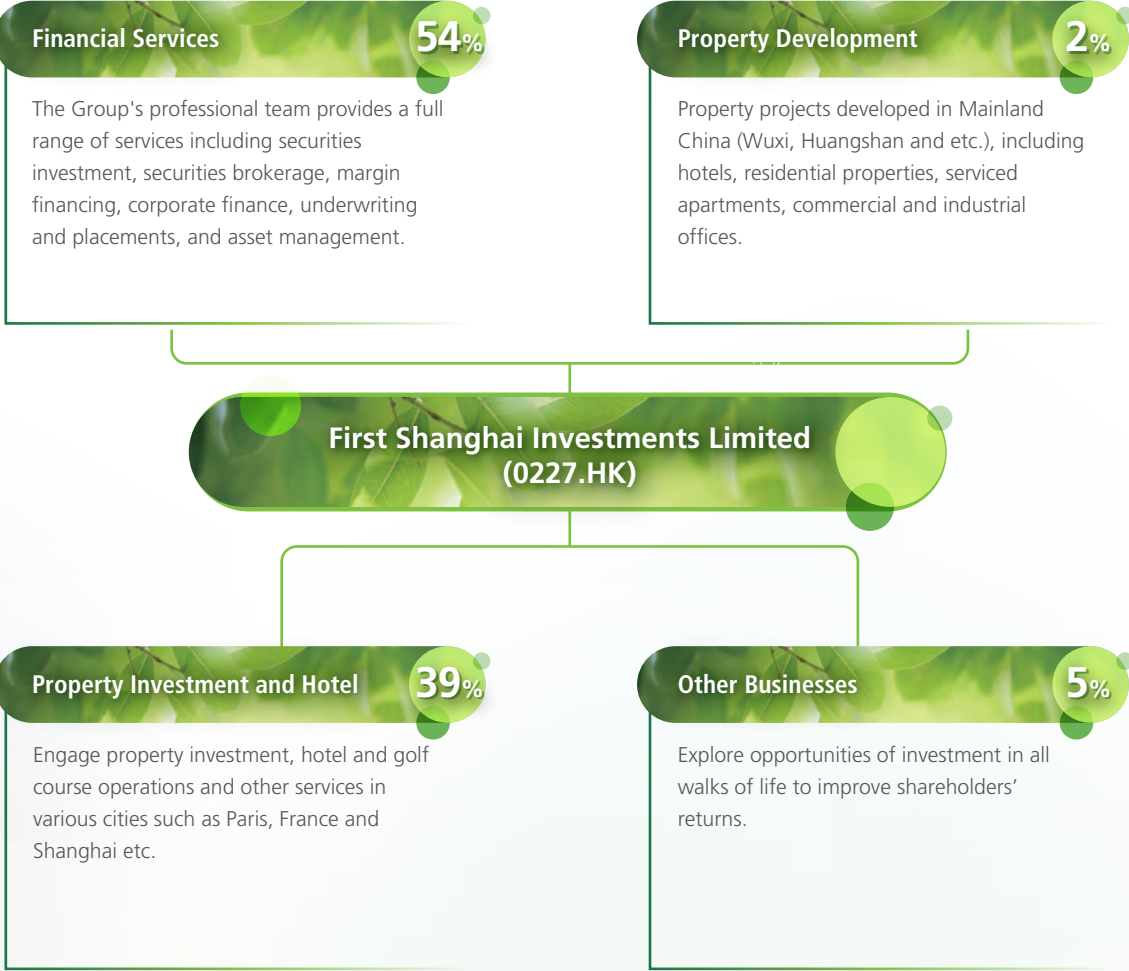 Financial Services 54%
The Group's professional team provides a full
range of services including securities
investment, securities brokerage, margin
financing, corporate finance, underwriting
and placements, and asset management.
Property Development 2%
Property projects developed in Mainland
China (Wuxi, Huangshan and etc.), including
hotels, residential properties, serviced
apartments, commercial and industrial
offices.
First Shanghai Investments Limited
(0227.HK)
Property Investment and Hotel 39%
Engage property investment, hotel and golf
course operations and other services in
various cities such as Paris, France and
Shanghai etc.
Other Businesses 5%
Explore opportunities of investment in all
walks of life to improve shareholders’
returns.